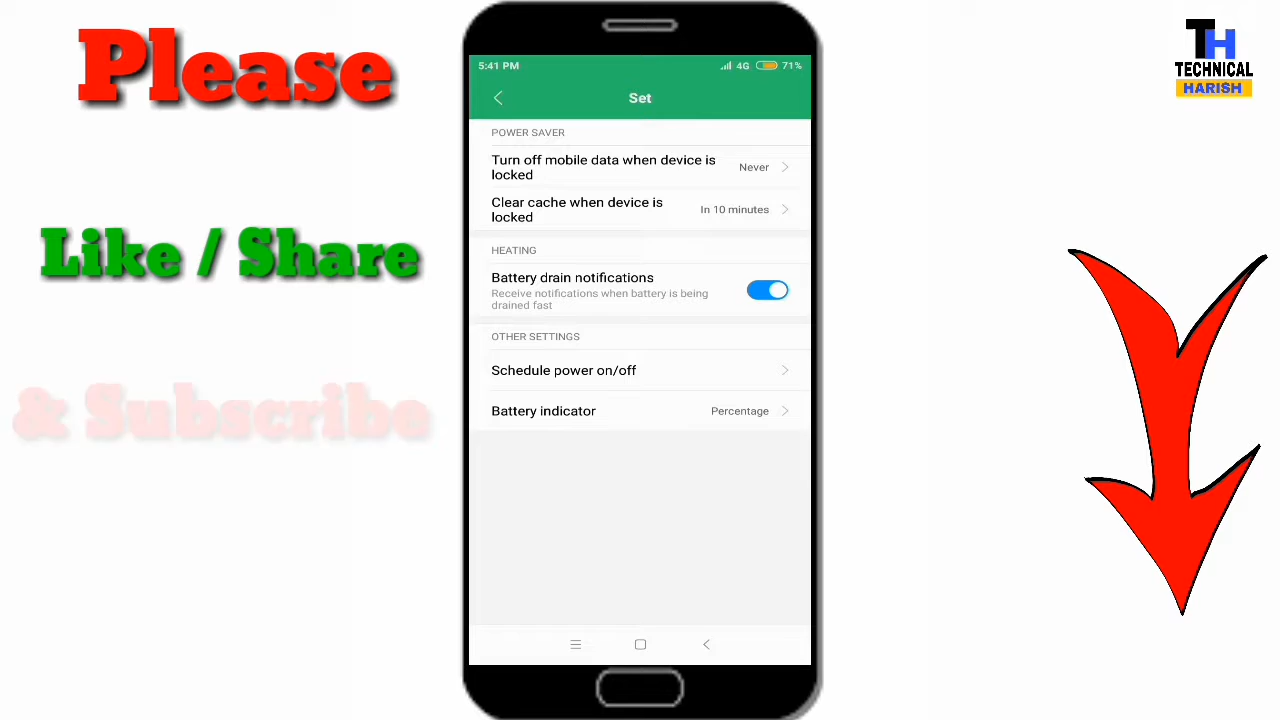 Please
Like / Share
& Subscribe
5:41 PM
4G
71%
Set
POWER SAVER
Turn off mobile data when device is
locked
Never
Clear cache when device is
locked
In 10 minutes
HEATING
Battery drain notifications
Receive notifications when battery is being
drained fast
OTHER SETTINGS
Schedule power on/off
Battery indicator
Percentage
TH
TECHNICAL
HARISH